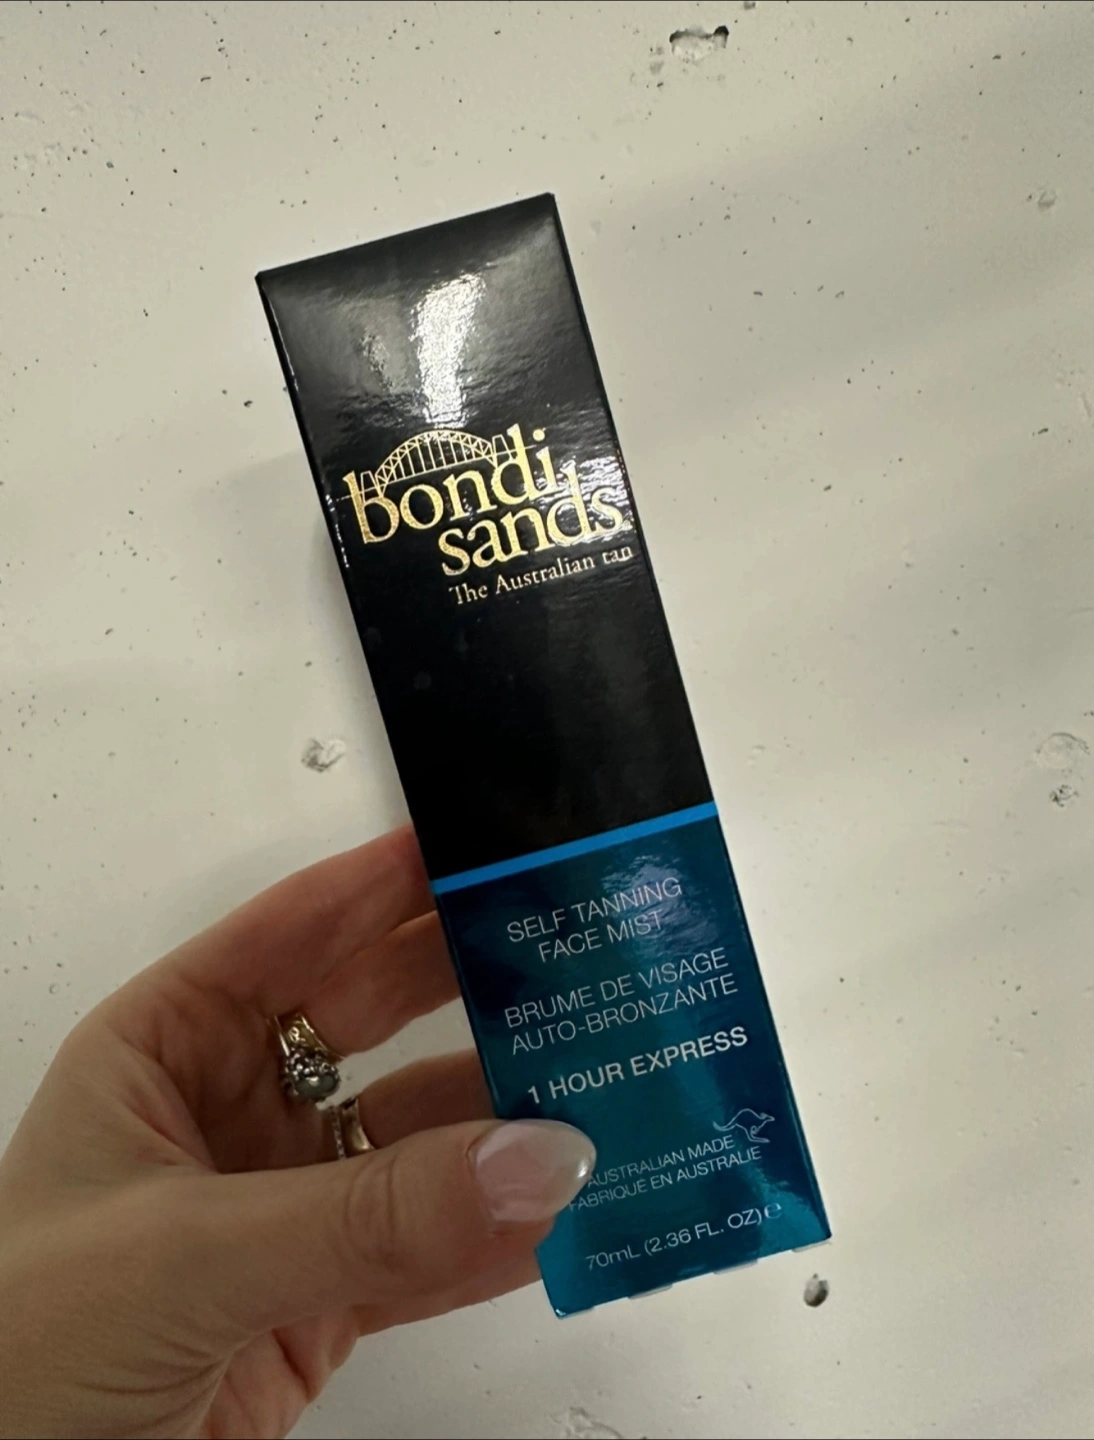 bondi
sands
The Australian tan
SELF TANNING
FACE MIST
BRUME DE VISAGE
AUTO-BRONZANTE
1 HOUR EXPRESS
AUSTRALIAN MADE
FABRIQUÉ EN AUSTRALIE
70mL (2.36 FL. OZ) ℮